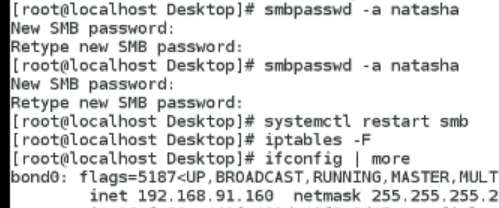 [root@localhost Desktop]# smbpasswd -a natasha
New SMB password:
Retype new SMB password:
[root@localhost Desktop]# smbpasswd -a natasha
New SMB password:
Retype new SMB password:
[root@localhost Desktop]# systemctl restart smb
[root@localhost Desktop]# iptables -F
[root@localhost Desktop]# ifconfig | more
bond0: flags=5187<UP,BROADCAST,RUNNING,MASTER,MULT
inet 192.168.91.160  netmask 255.255.255.2